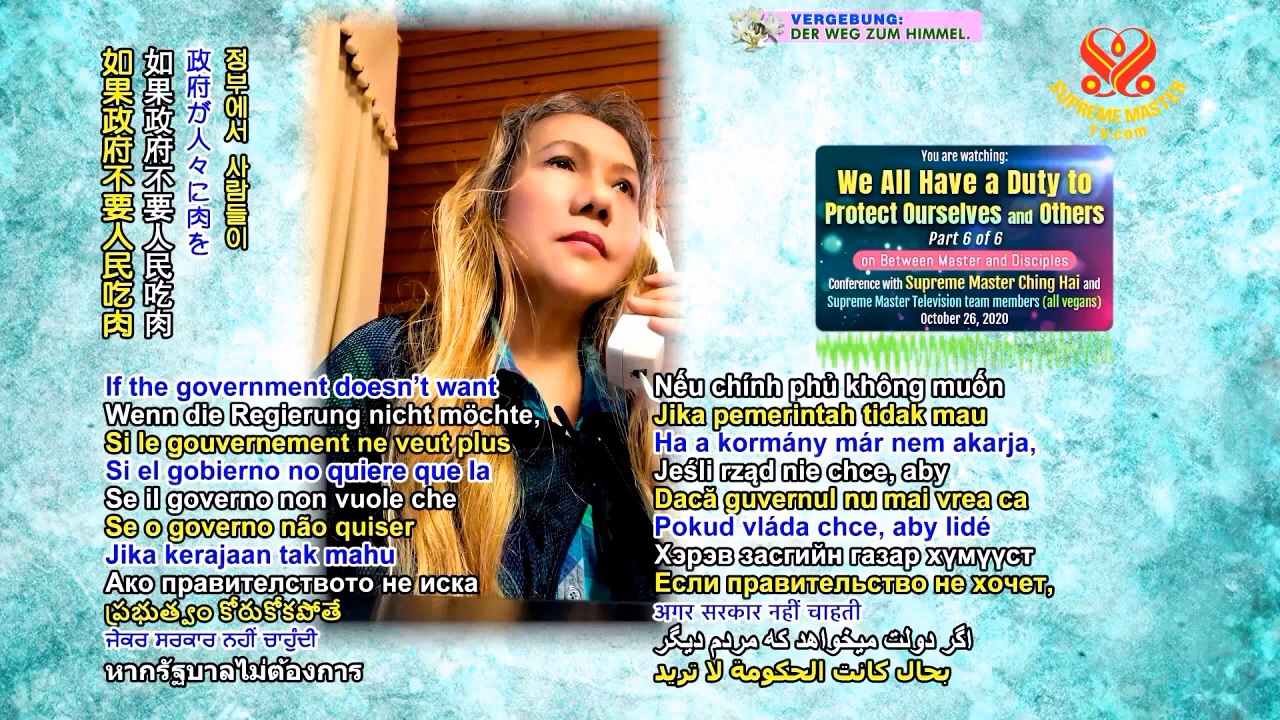 VERGEBUNG:
DER WEG ZUM HIMMEL.
SUPREME MASTER
TV.com
정부에서 사람들이
政府が人々に肉を
如果政府不要人民吃肉
如果政府不要人民吃肉
You are watching:
We All Have a Duty to
Protect Ourselves and Others
Part 6 of 6
on Between Master and Disciples
Conference with Supreme Master Ching Hai and
Supreme Master Television team members (all vegans)
October 26, 2020
If the government doesn’t want
Wenn die Regierung nicht möchte,
Si le gouvernement ne veut plus
Si el gobierno no quiere que la
Se il governo non vuole che
Se o governo não quiser
Jika kerajaan tak mahu
Ако правителството не иска
ప్రభుత్వం కోరుకోకపోతే
ਜੇਕਰ ਸਰਕਾਰ ਨਹੀਂ ਚਾਹੁੰਦੀ
หากรัฐบาลไม่ต้องการ
Nếu chính phủ không muốn
Jika pemerintah tidak mau
Ha a kormány már nem akarja,
Jeśli rząd nie chce, aby
Dacă guvernul nu mai vrea ca
Pokud vláda chce, aby lidé
Хэрэв засгийн газар хүмүүст
Если правительство не хочет,
अगर सरकार नहीं चाहती
اگر دولت میخواهد که مردم دیگر
بحال كانت الحكومة لا تريد